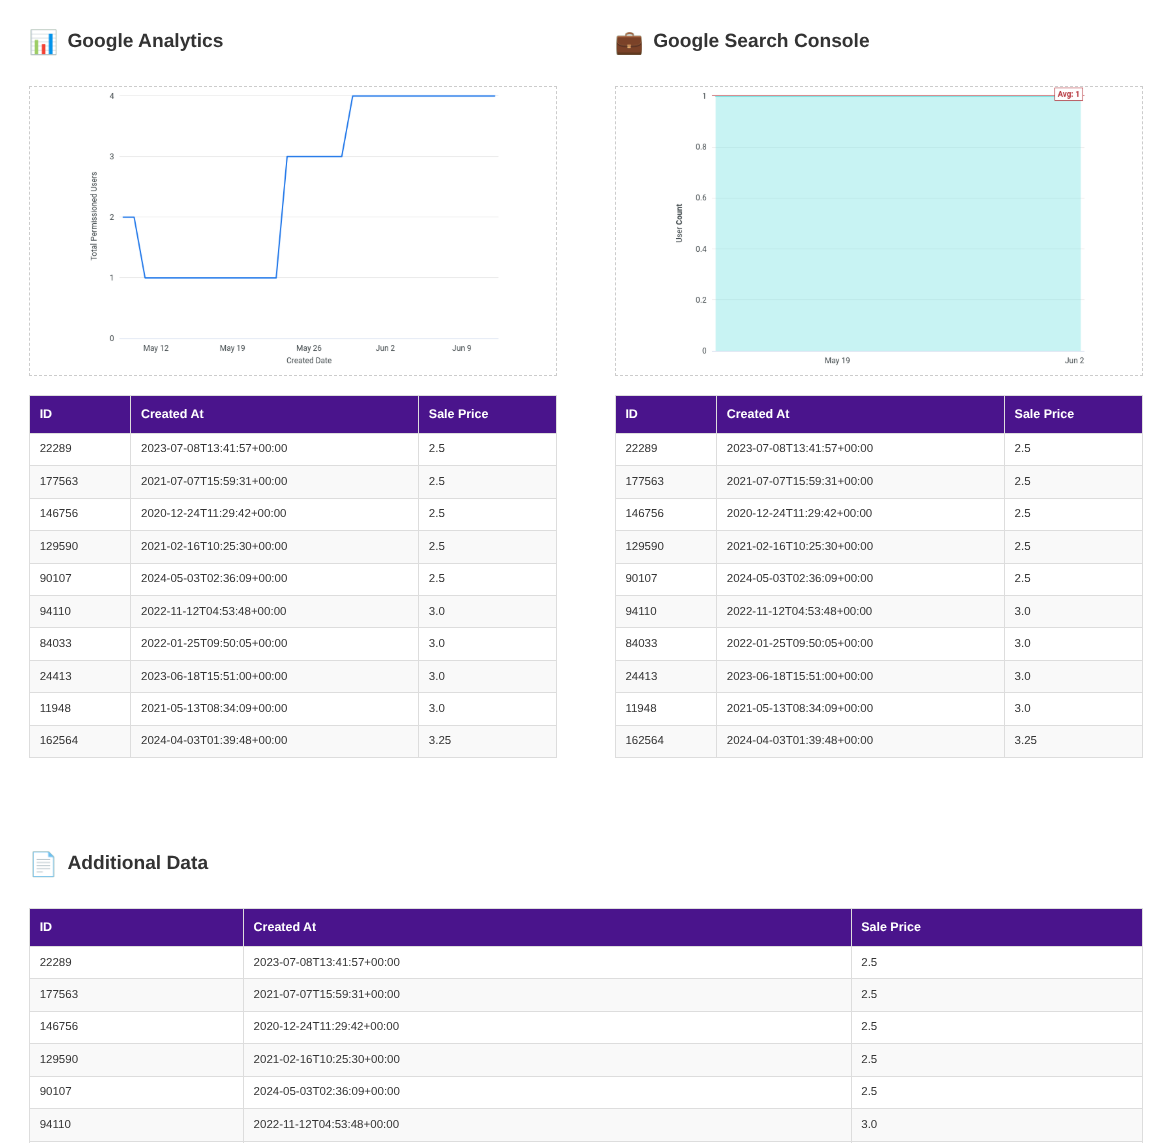 Google Analytics
4
3
2
1
0
Total Permissioned Users
May 12 May 19 May 26 Jun 2 Jun 9
Created Date
ID Created At Sale Price
22289 2023-07-08T13:41:57+00:00 2.5
177563 2021-07-07T15:59:31+00:00 2.5
146756 2020-12-24T11:29:42+00:00 2.5
129590 2021-02-16T10:25:30+00:00 2.5
90107 2024-05-03T02:36:09+00:00 2.5
94110 2022-11-12T04:53:48+00:00 3.0
84033 2022-01-25T09:50:05+00:00 3.0
24413 2023-06-18T15:51:00+00:00 3.0
11948 2021-05-13T08:34:09+00:00 3.0
162564 2024-04-03T01:39:48+00:00 3.25
Google Search Console
Avg: 1
1
0.8
0.6
0.4
0.2
0
User Count
May 19 Jun 2
ID Created At Sale Price
22289 2023-07-08T13:41:57+00:00 2.5
177563 2021-07-07T15:59:31+00:00 2.5
146756 2020-12-24T11:29:42+00:00 2.5
129590 2021-02-16T10:25:30+00:00 2.5
90107 2024-05-03T02:36:09+00:00 2.5
94110 2022-11-12T04:53:48+00:00 3.0
84033 2022-01-25T09:50:05+00:00 3.0
24413 2023-06-18T15:51:00+00:00 3.0
11948 2021-05-13T08:34:09+00:00 3.0
162564 2024-04-03T01:39:48+00:00 3.25
Additional Data
ID Created At Sale Price
22289 2023-07-08T13:41:57+00:00 2.5
177563 2021-07-07T15:59:31+00:00 2.5
146756 2020-12-24T11:29:42+00:00 2.5
129590 2021-02-16T10:25:30+00:00 2.5
90107 2024-05-03T02:36:09+00:00 2.5
94110 2022-11-12T04:53:48+00:00 3.0